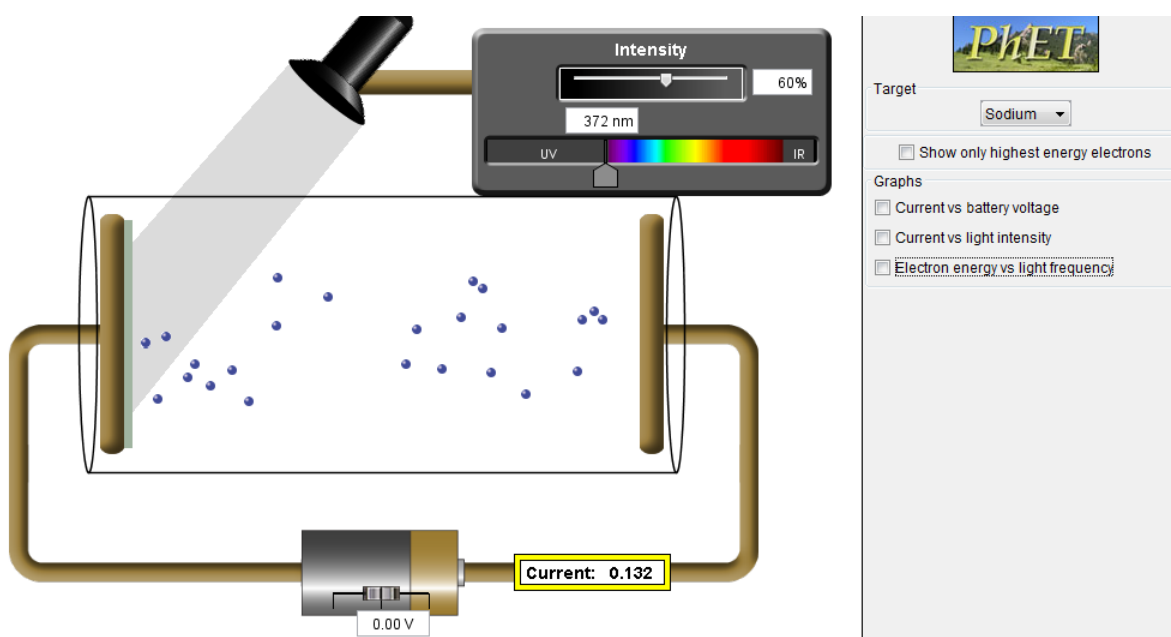 Intensity
60%
372 nm
UV
IR
Current: 0.132
0.00 V
PhET
Target
Sodium
Show only highest energy electrons
Graphs
Current vs battery voltage
Current vs light intensity
Electron energy vs light frequency